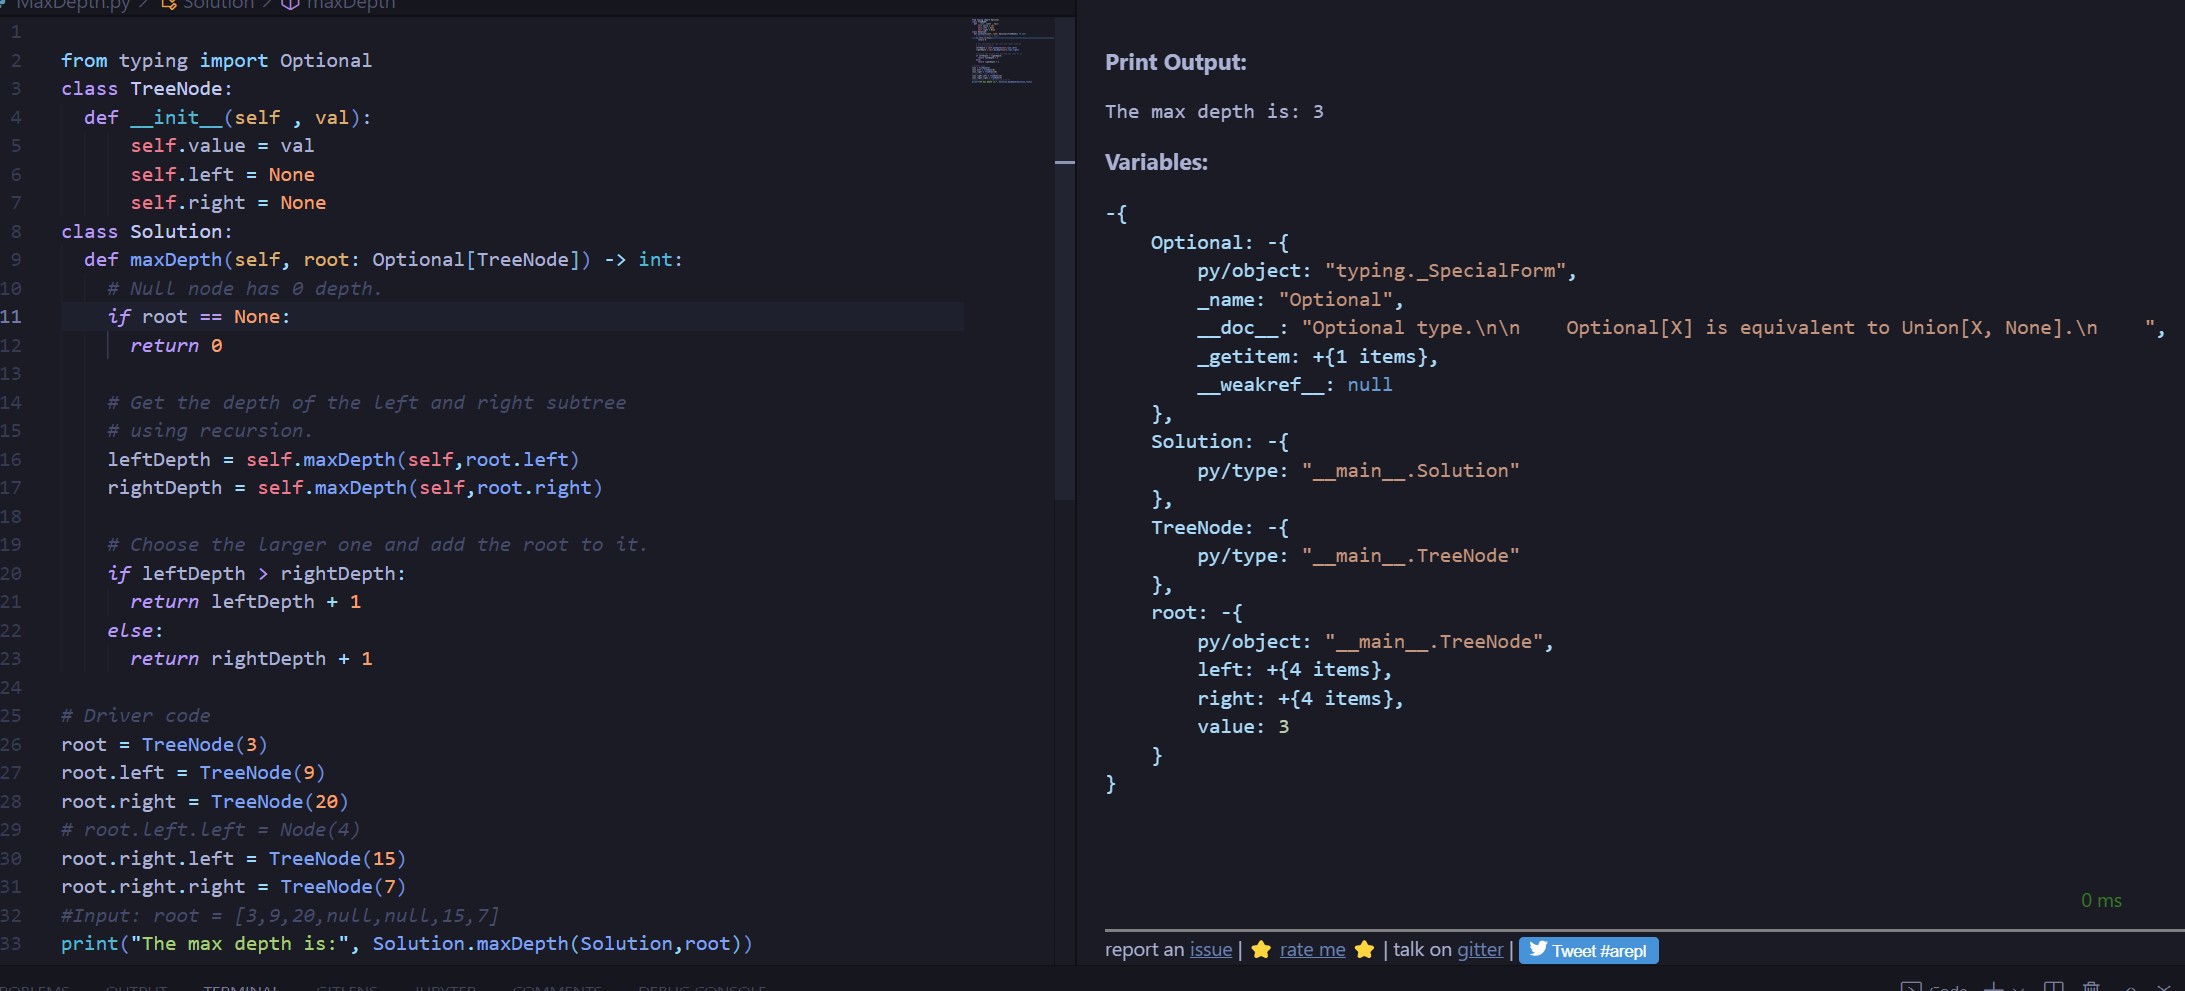 MaxDepth.py > Solution > maxDepth
1
2 from typing import Optional
3 class TreeNode:
4 def __init__(self , val):
5 self.value = val
6 self.left = None
7 self.right = None
8 class Solution:
9 def maxDepth(self, root: Optional[TreeNode]) -> int:
10 # Null node has 0 depth.
11 if root == None:
12 return 0
13
14 # Get the depth of the left and right subtree
15 # using recursion.
16 leftDepth = self.maxDepth(self,root.left)
17 rightDepth = self.maxDepth(self,root.right)
18
19 # Choose the larger one and add the root to it.
20 if leftDepth > rightDepth:
21 return leftDepth + 1
22 else:
23 return rightDepth + 1
24
25 # Driver code
26 root = TreeNode(3)
27 root.left = TreeNode(9)
28 root.right = TreeNode(20)
29 # root.left.left = Node(4)
30 root.right.left = TreeNode(15)
31 root.right.right = TreeNode(7)
32 #Input: root = [3,9,20,null,null,15,7]
33 print("The max depth is:", Solution.maxDepth(Solution,root))
Print Output:
The max depth is: 3
Variables:
-{
Optional: -{
py/object: "typing._SpecialForm",
_name: "Optional",
__doc__: "Optional type.\n\n    Optional[X] is equivalent to Union[X, None].\n    ",
_getitem: +{1 items},
__weakref__: null
},
Solution: -{
py/type: "__main__.Solution"
},
TreeNode: -{
py/type: "__main__.TreeNode"
},
root: -{
py/object: "__main__.TreeNode",
left: +{4 items},
right: +{4 items},
value: 3
}
}
0 ms
report an issue | ⭐ rate me ⭐ | talk on gitter | Tweet #arepl
PROBLEMS OUTPUT TERMINAL GITLENS JUPYTER COMMENTS DEBUG CONSOLE Code